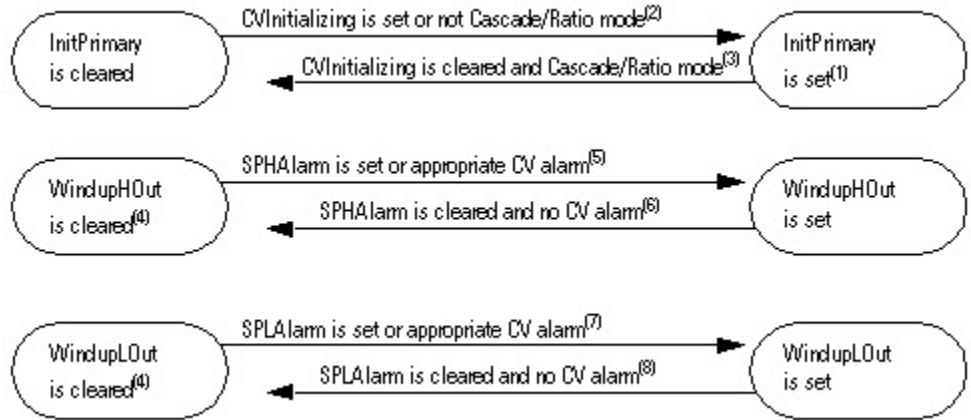 CVInitializing is set or not Cascade/Ratio mode(2)
InitPrimary
is cleared
InitPrimary
is set(1)
CVInitializing is cleared and Cascade/Ratio mode(3)
SPHAlarm is set or appropriate CV alarm(5)
WindupHOut
is cleared(4)
WindupHOut
is set
SPHAlarm is cleared and no CV alarm(6)
SPLAlarm is set or appropriate CV alarm(7)
WindupLOut
is cleared(4)
WindupLOut
is set
SPLAlarm is cleared and no CV alarm(8)